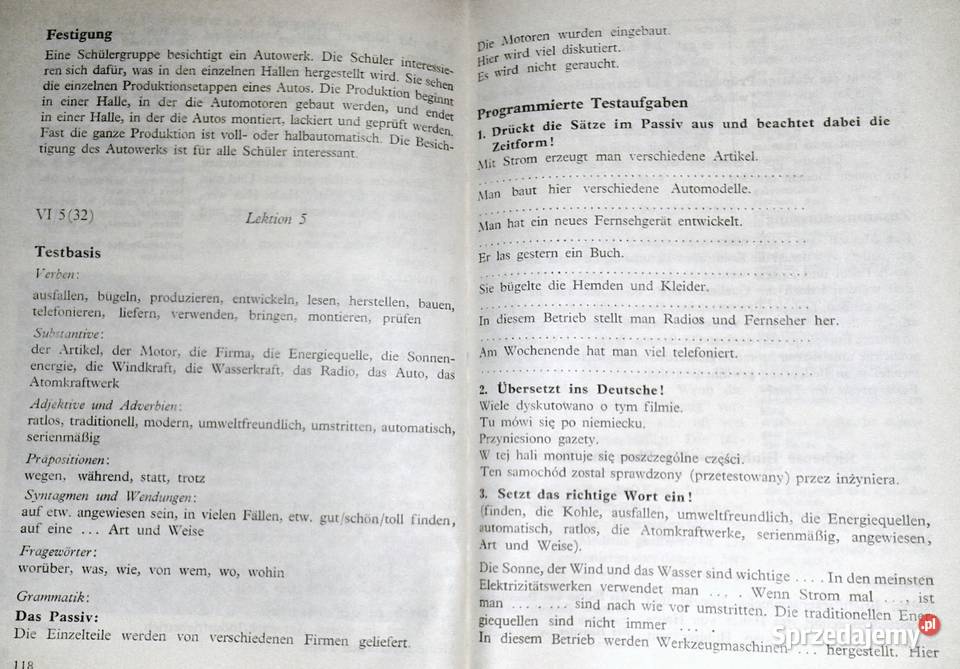 Festigung
Eine Schülergruppe besichtigt ein Autowerk. Die Schüler interessie-
ren sich dafür, was in den einzelnen Hallen hergestellt wird. Sie sehen
die einzelnen Produktionsetappen eines Autos. Die Produktion beginnt
in einer Halle, in der die Automotoren gebaut werden, und endet
in einer Halle, in der die Autos montiert, lackiert und geprüft werden.
Fast die ganze Produktion ist voll- oder halbautomatisch. Die Besich-
tigung des Autowerks ist für alle Schüler interessant.
VI 5 (32)
Lektion 5
Testbasis
Verben:
ausfallen, bügeln, produzieren, entwickeln, lesen, herstellen, bauen,
telefonieren, liefern, verwenden, bringen, montieren, prüfen
Substantive:
der Artikel, der Motor, die Firma, die Energiequelle, die Sonnen-
energie, die Windkraft, die Wasserkraft, das Radio, das Auto, das
Atomkraftwerk
Adjektive und Adverbien:
ratlos, traditionell, modern, umweltfreundlich, umstritten, automatisch,
serienmäßig
Präpositionen:
wegen, während, statt, trotz
Syntagmen und Wendungen:
auf etw. angewiesen sein, in vielen Fällen, etw. gut/schön/toll finden,
auf eine ... Art und Weise
Fragewörter:
worüber, was, wie, von wem, wo, wohin
Grammatik:
Das Passiv:
Die Einzelteile werden von verschiedenen Firmen geliefert.
118
Die Motoren wurden eingebaut.
Hier wird viel diskutiert.
Es wird nicht geraucht.
Programmierte Testaufgaben
1. Drückt die Sätze im Passiv aus und beachtet dabei die
Zeitform!
Mit Strom erzeugt man verschiedene Artikel.
Man baut hier verschiedene Automodelle.
Man hat ein neues Fernsehgerät entwickelt.
Er las gestern ein Buch.
Sie bügelte die Hemden und Kleider.
In diesem Betrieb stellt man Radios und Fernseher her.
Am Wochenende hat man viel telefoniert.
2. Übersetzt ins Deutsche!
Wiele dyskutowano o tym filmie.
Tu mówi się po niemiecku.
Przyniesiono gazety.
W tej hali montuje się poszczególne części.
Ten samochód został sprawdzony (przetestowany) przez inżyniera.
3. Setzt das richtige Wort ein!
(finden, die Kohle, ausfallen, umweltfreundlich, die Energiequellen,
automatisch, ratlos, die Atomkraftwerke, serienmäßig, angewiesen,
Art und Weise).
Die Sonne, der Wind und das Wasser sind wichtige .... In den meinsten
Elektrizitätswerken verwendet man ... . Wenn Strom mal ..., ist
man ... . ... sind nach wie vor umstritten. Die traditionellen Ener-
giequellen sind nicht immer ... .
In diesem Betrieb werden Werkzeugmaschinen ... hergestellt. Hier
Sprzedajemy.pl